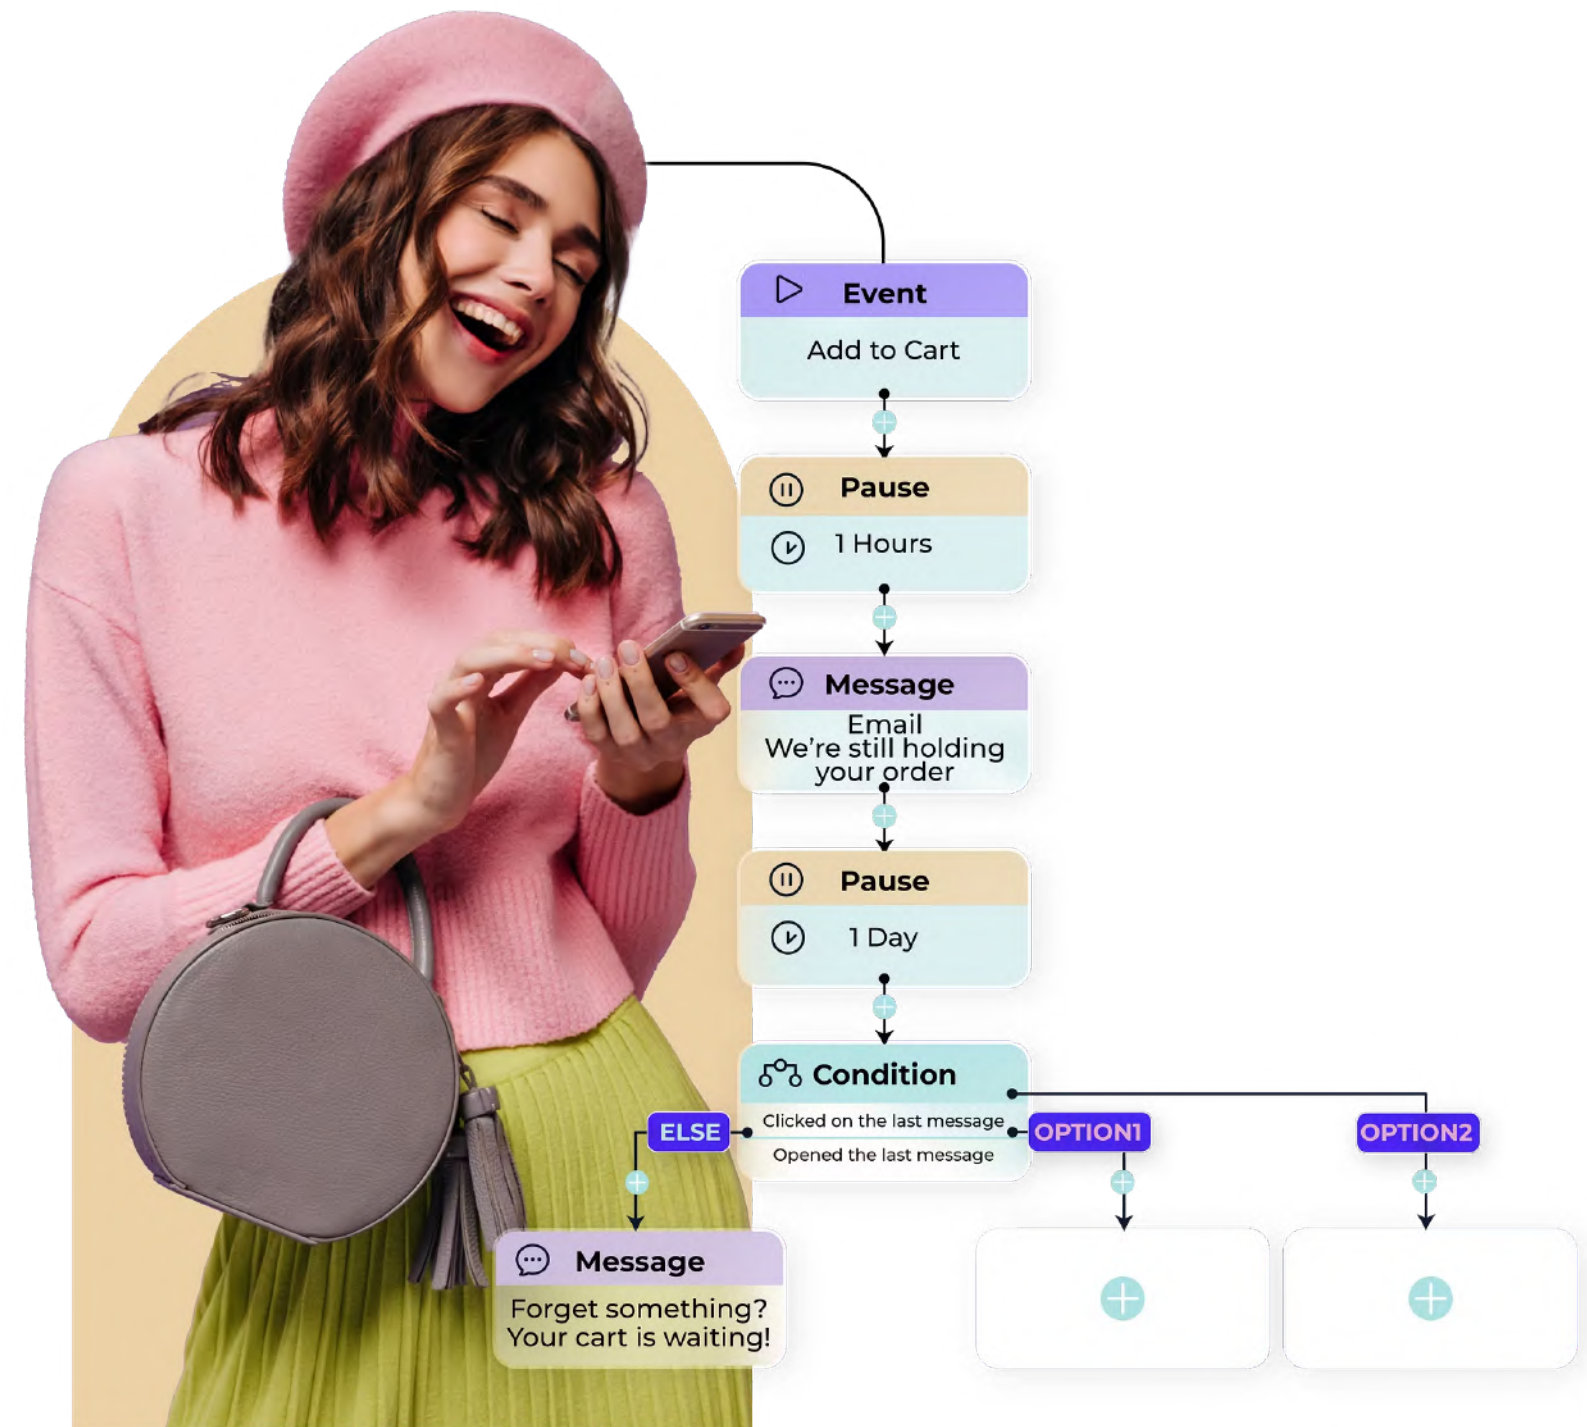 Event
Add to Cart
Pause
1 Hours
Message
Email
We're still holding
your order
Pause
1 Day
Condition
Clicked on the last message
Opened the last message
ELSE
OPTION1
OPTION2
Message
Forget something?
Your cart is waiting!